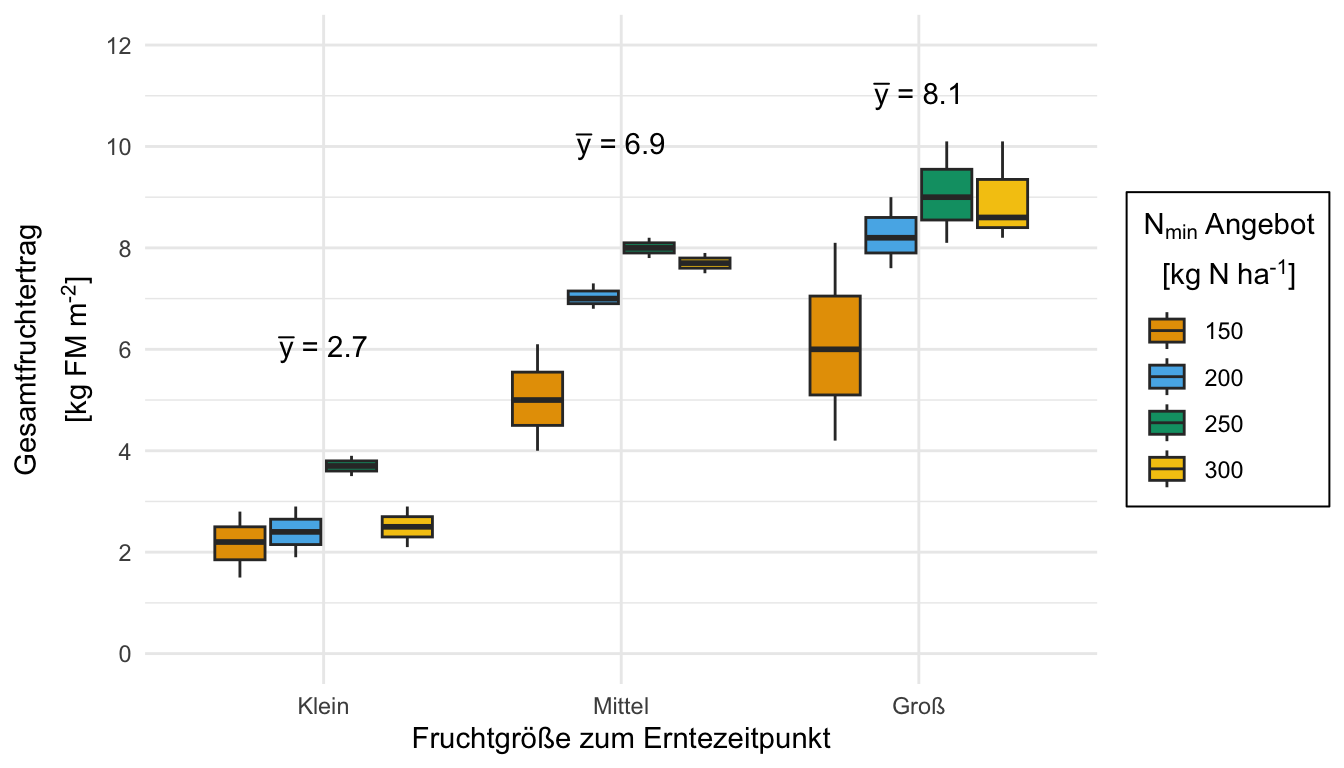 12
10
8
6
4
2
0
Gesamtfruchtertrag
[kg FM m⁻²]
y̅ = 2.7
y̅ = 6.9
y̅ = 8.1
Klein Mittel Groß
Fruchtgröße zum Erntezeitpunkt
Nₘᵢₙ Angebot
[kg N ha⁻¹]
150
200
250
300